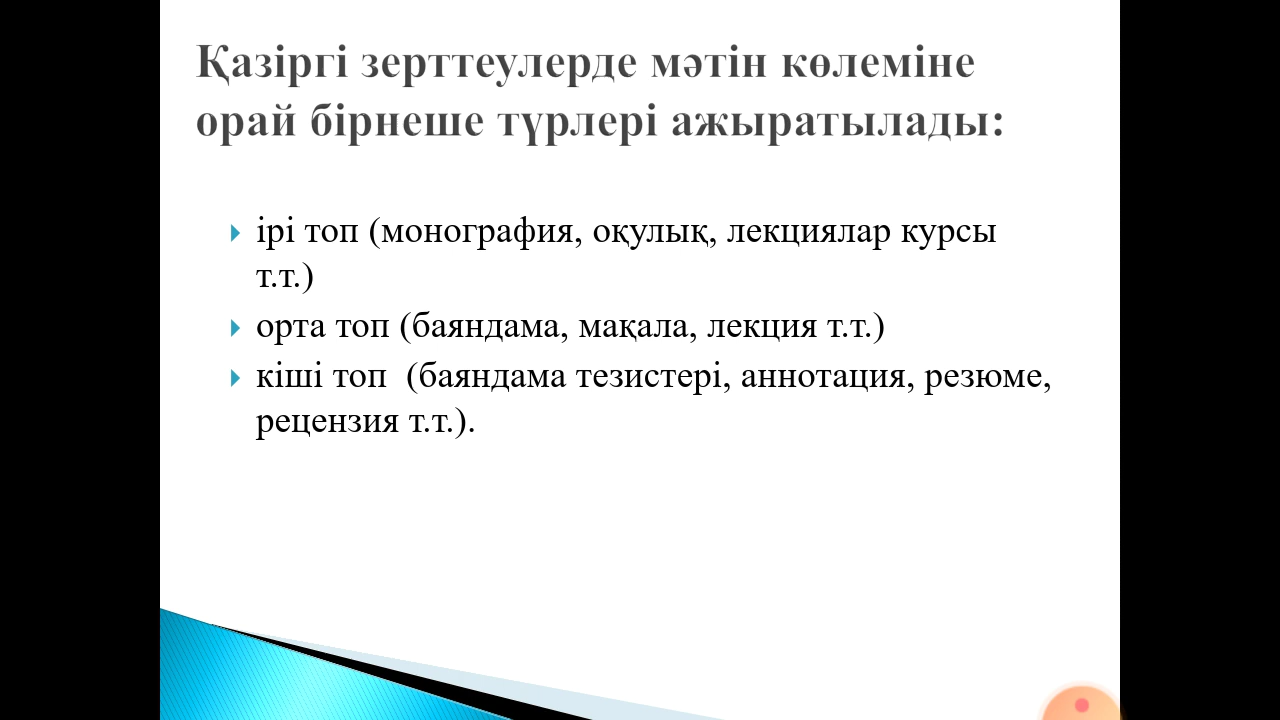 Қазіргі зерттеулерде мәтін көлеміне
орай бірнеше түрлері ажыратылады:
ірі топ (монография, оқулық, лекциялар курсы
т.т.)
орта топ (баяндама, мақала, лекция т.т.)
кіші топ  (баяндама тезистері, аннотация, резюме,
рецензия т.т.).